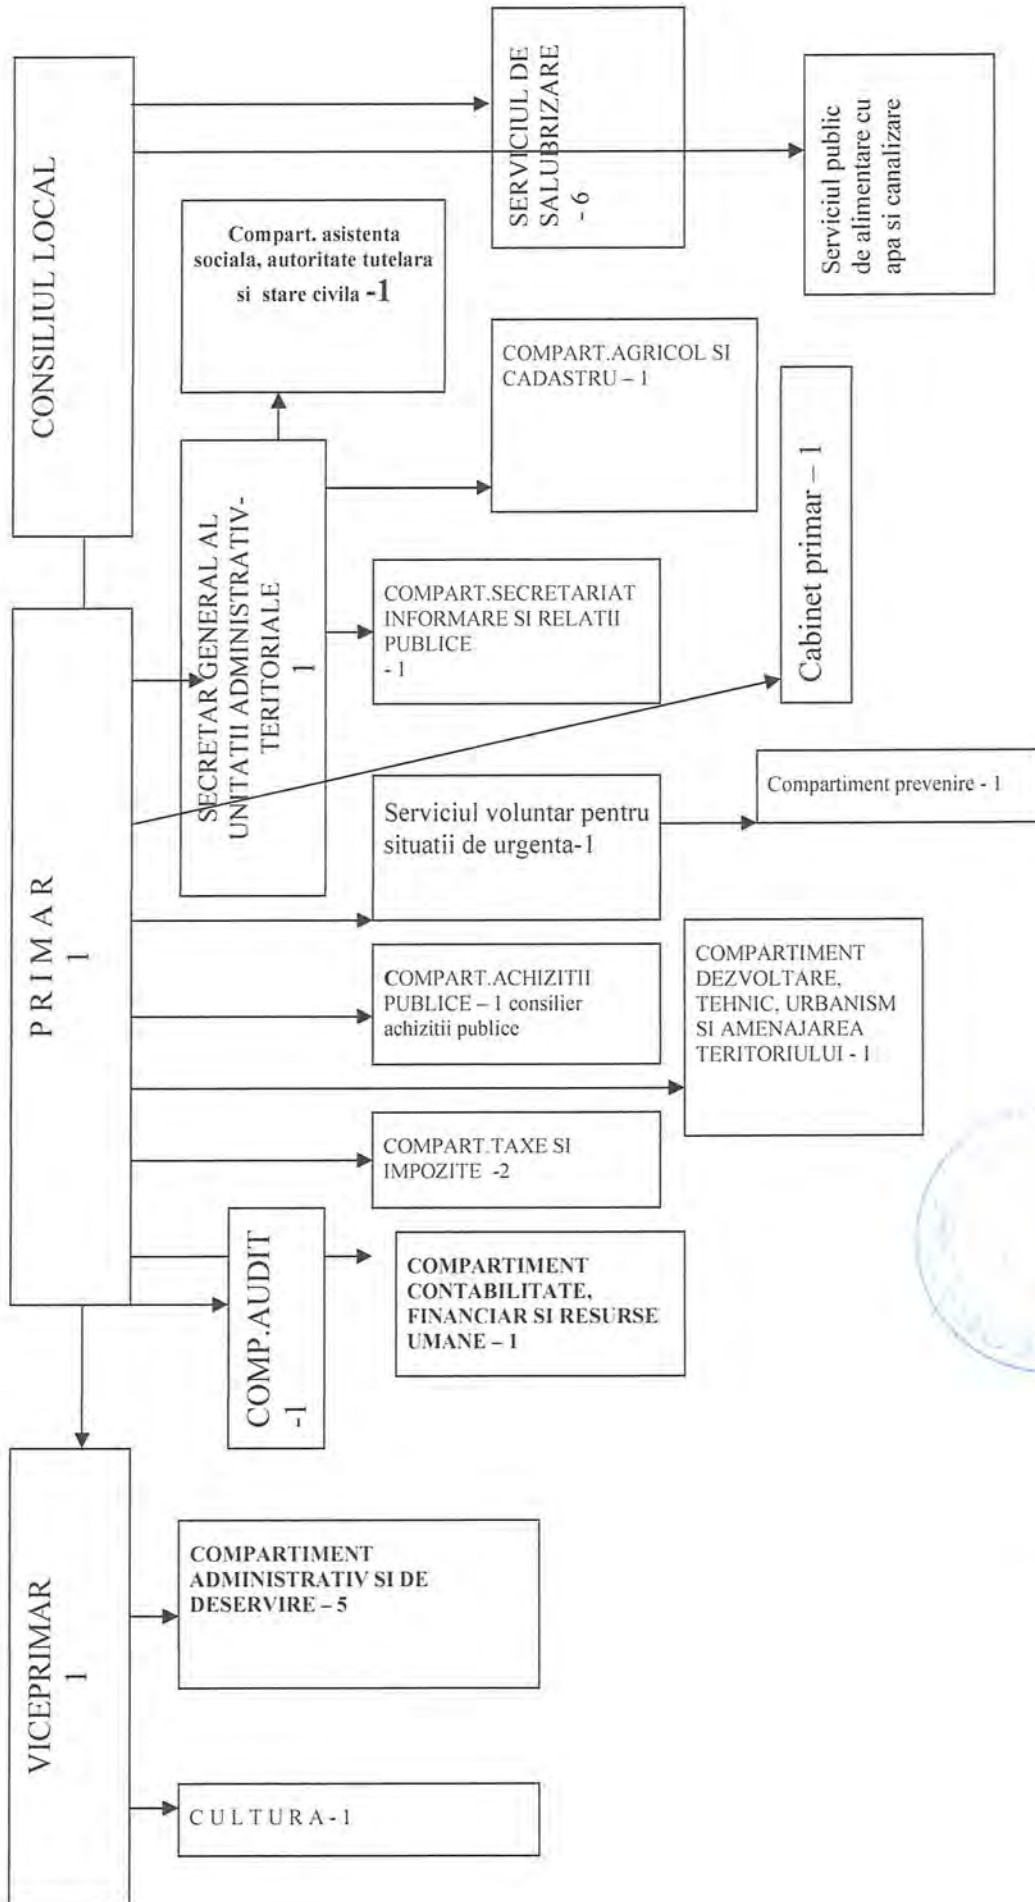 CONSILIUL LOCAL
PRIMAR
1
VICEPRIMAR
1
SERVICIUL DE
SALUBRIZARE
- 6
Serviciul public
de alimentare cu
apa si canalizare
Compart. asistenta
sociala, autoritate tutelara
si stare civila -1
SECRETAR GENERAL AL
UNITATII ADMINISTRATIV-
TERITORIALE
1
COMPART.AGRICOL SI
CADASTRU – 1
COMPART.SECRETARIAT
INFORMARE SI RELATII
PUBLICE
- 1
Cabinet primar – 1
Serviciul voluntar pentru
situatii de urgenta-1
Compartiment prevenire - 1
COMPART.ACHIZITII
PUBLICE – 1 consilier
achizitii publice
COMPARTIMENT
DEZVOLTARE,
TEHNIC, URBANISM
SI AMENAJAREA
TERITORIULUI - 1
COMPART.TAXE SI
IMPOZITE -2
COMP.AUDIT
-1
COMPARTIMENT
CONTABILITATE,
FINANCIAR SI RESURSE
UMANE – 1
COMPARTIMENT
ADMINISTRATIV SI DE
DESERVIRE – 5
CULTURA-1